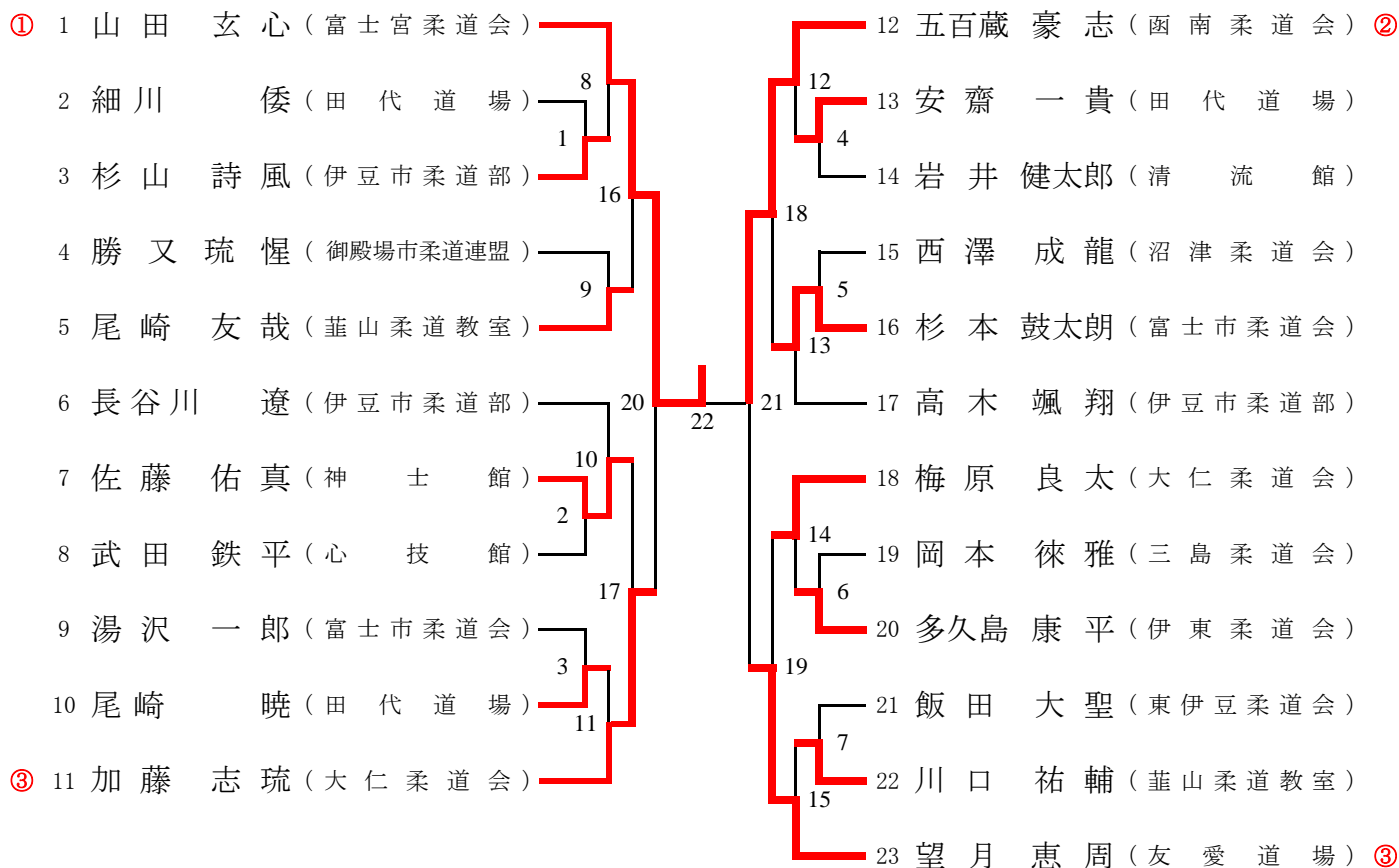 ① 1 山田 玄心 (富士宮柔道会)
2 細川 倭 (田代道場)
3 杉山 詩風 (伊豆市柔道部)
4 勝又琉惺 (御殿場市柔道連盟)
5 尾崎 友哉 (韮山柔道教室)
6 長谷川 遼 (伊豆市柔道部)
7 佐藤 佑真 (神士館)
8 武田 鉄平 (心技館)
9 湯沢 一郎 (富士市柔道会)
10 尾崎 暁 (田代道場)
③ 11 加藤 志琉 (大仁柔道会)
8
1
16
9
20
10
2
17
3
11
22
12
4
18
5
13
21
14
6
19
7
15
12 五百蔵 豪志 (函南柔道会) ②
13 安齋 一貴 (田代道場)
14 岩井 健太郎 (清流館)
15 西澤 成龍 (沼津柔道会)
16 杉本 鼓太朗 (富士市柔道会)
17 高木 颯翔 (伊豆市柔道部)
18 梅原 良太 (大仁柔道会)
19 岡本 徠雅 (三島柔道会)
20 多久島 康平 (伊東柔道会)
21 飯田 大聖 (東伊豆柔道会)
22 川口 祐輔 (韮山柔道教室)
23 望月 恵周 (友愛道場) ③